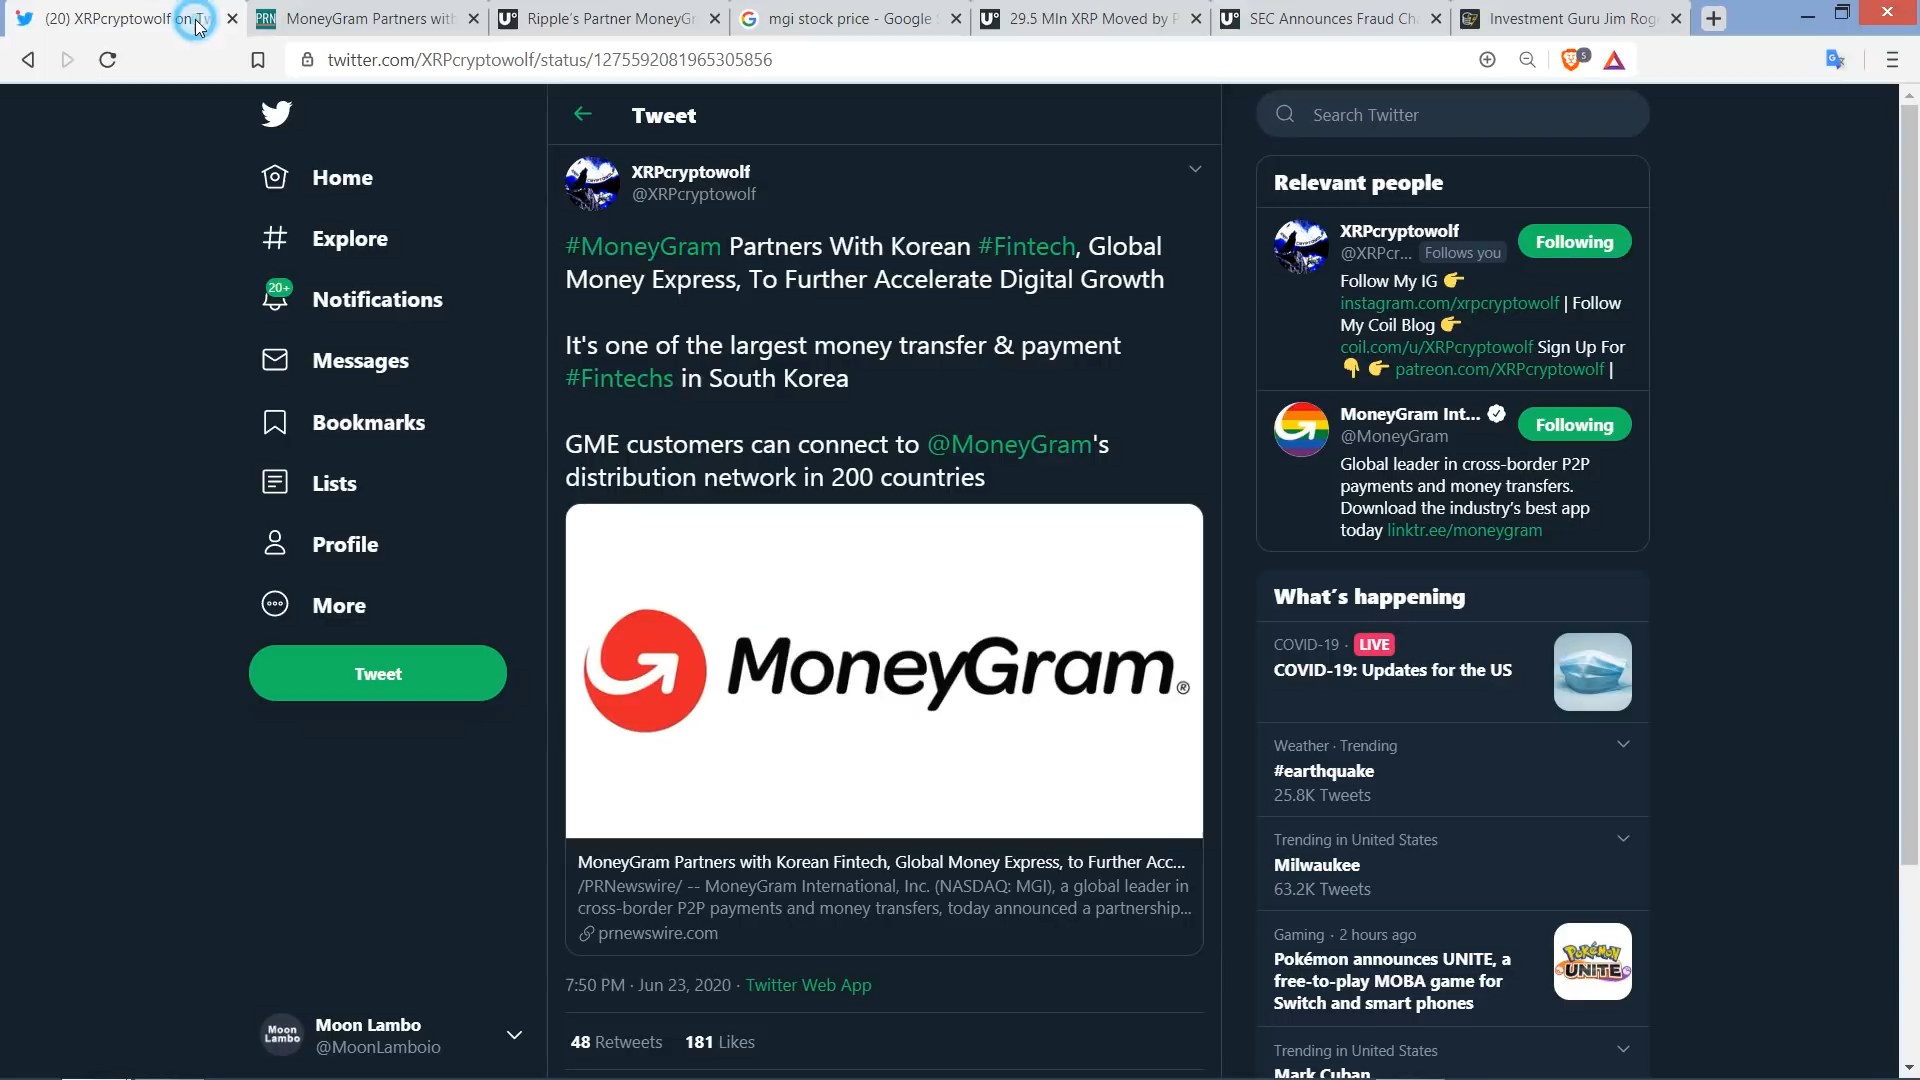 (20) XRPcryptowolf on Tw
MoneyGram Partners with
Ripple's Partner MoneyGr
mgi stock price - Google S
29.5 Mln XRP Moved by P
SEC Announces Fraud Ch
Investment Guru Jim Rog
twitter.com/XRPcryptowolf/status/1275592081965305856
5
Home
Explore
20+
Notifications
Messages
Bookmarks
Lists
Profile
More
Tweet
Moon Lambo
Moon Lambo
@MoonLamboio
Tweet
XRPcryptowolf
@XRPcryptowolf
#MoneyGram Partners With Korean #Fintech, Global
Money Express, To Further Accelerate Digital Growth
It's one of the largest money transfer & payment
#Fintechs in South Korea
GME customers can connect to @MoneyGram's
distribution network in 200 countries
MoneyGram®
MoneyGram Partners with Korean Fintech, Global Money Express, to Further Acc...
/PRNewswire/ -- MoneyGram International, Inc. (NASDAQ: MGI), a global leader in
cross-border P2P payments and money transfers, today announced a partnership...
prnewswire.com
7:50 PM · Jun 23, 2020 · Twitter Web App
48 Retweets 181 Likes
Search Twitter
Relevant people
XRPcryptowolf
@XRPcr... Follows you
Following
Follow My IG 👉
instagram.com/xrpcryptowolf | Follow
My Coil Blog 👉
coil.com/u/XRPcryptowolf Sign Up For
👇 👉 patreon.com/XRPcryptowolf |
MoneyGram Int...
@MoneyGram
Following
Global leader in cross-border P2P
payments and money transfers.
Download the industry's best app
today linktr.ee/moneygram
What's happening
COVID-19 · LIVE
COVID-19: Updates for the US
Weather · Trending
#earthquake
25.8K Tweets
Trending in United States
Milwaukee
63.2K Tweets
Gaming · 2 hours ago
Pokémon announces UNITE, a
free-to-play MOBA game for
Switch and smart phones
POKÉMON UNITE
Trending in United States
Mark Cuban